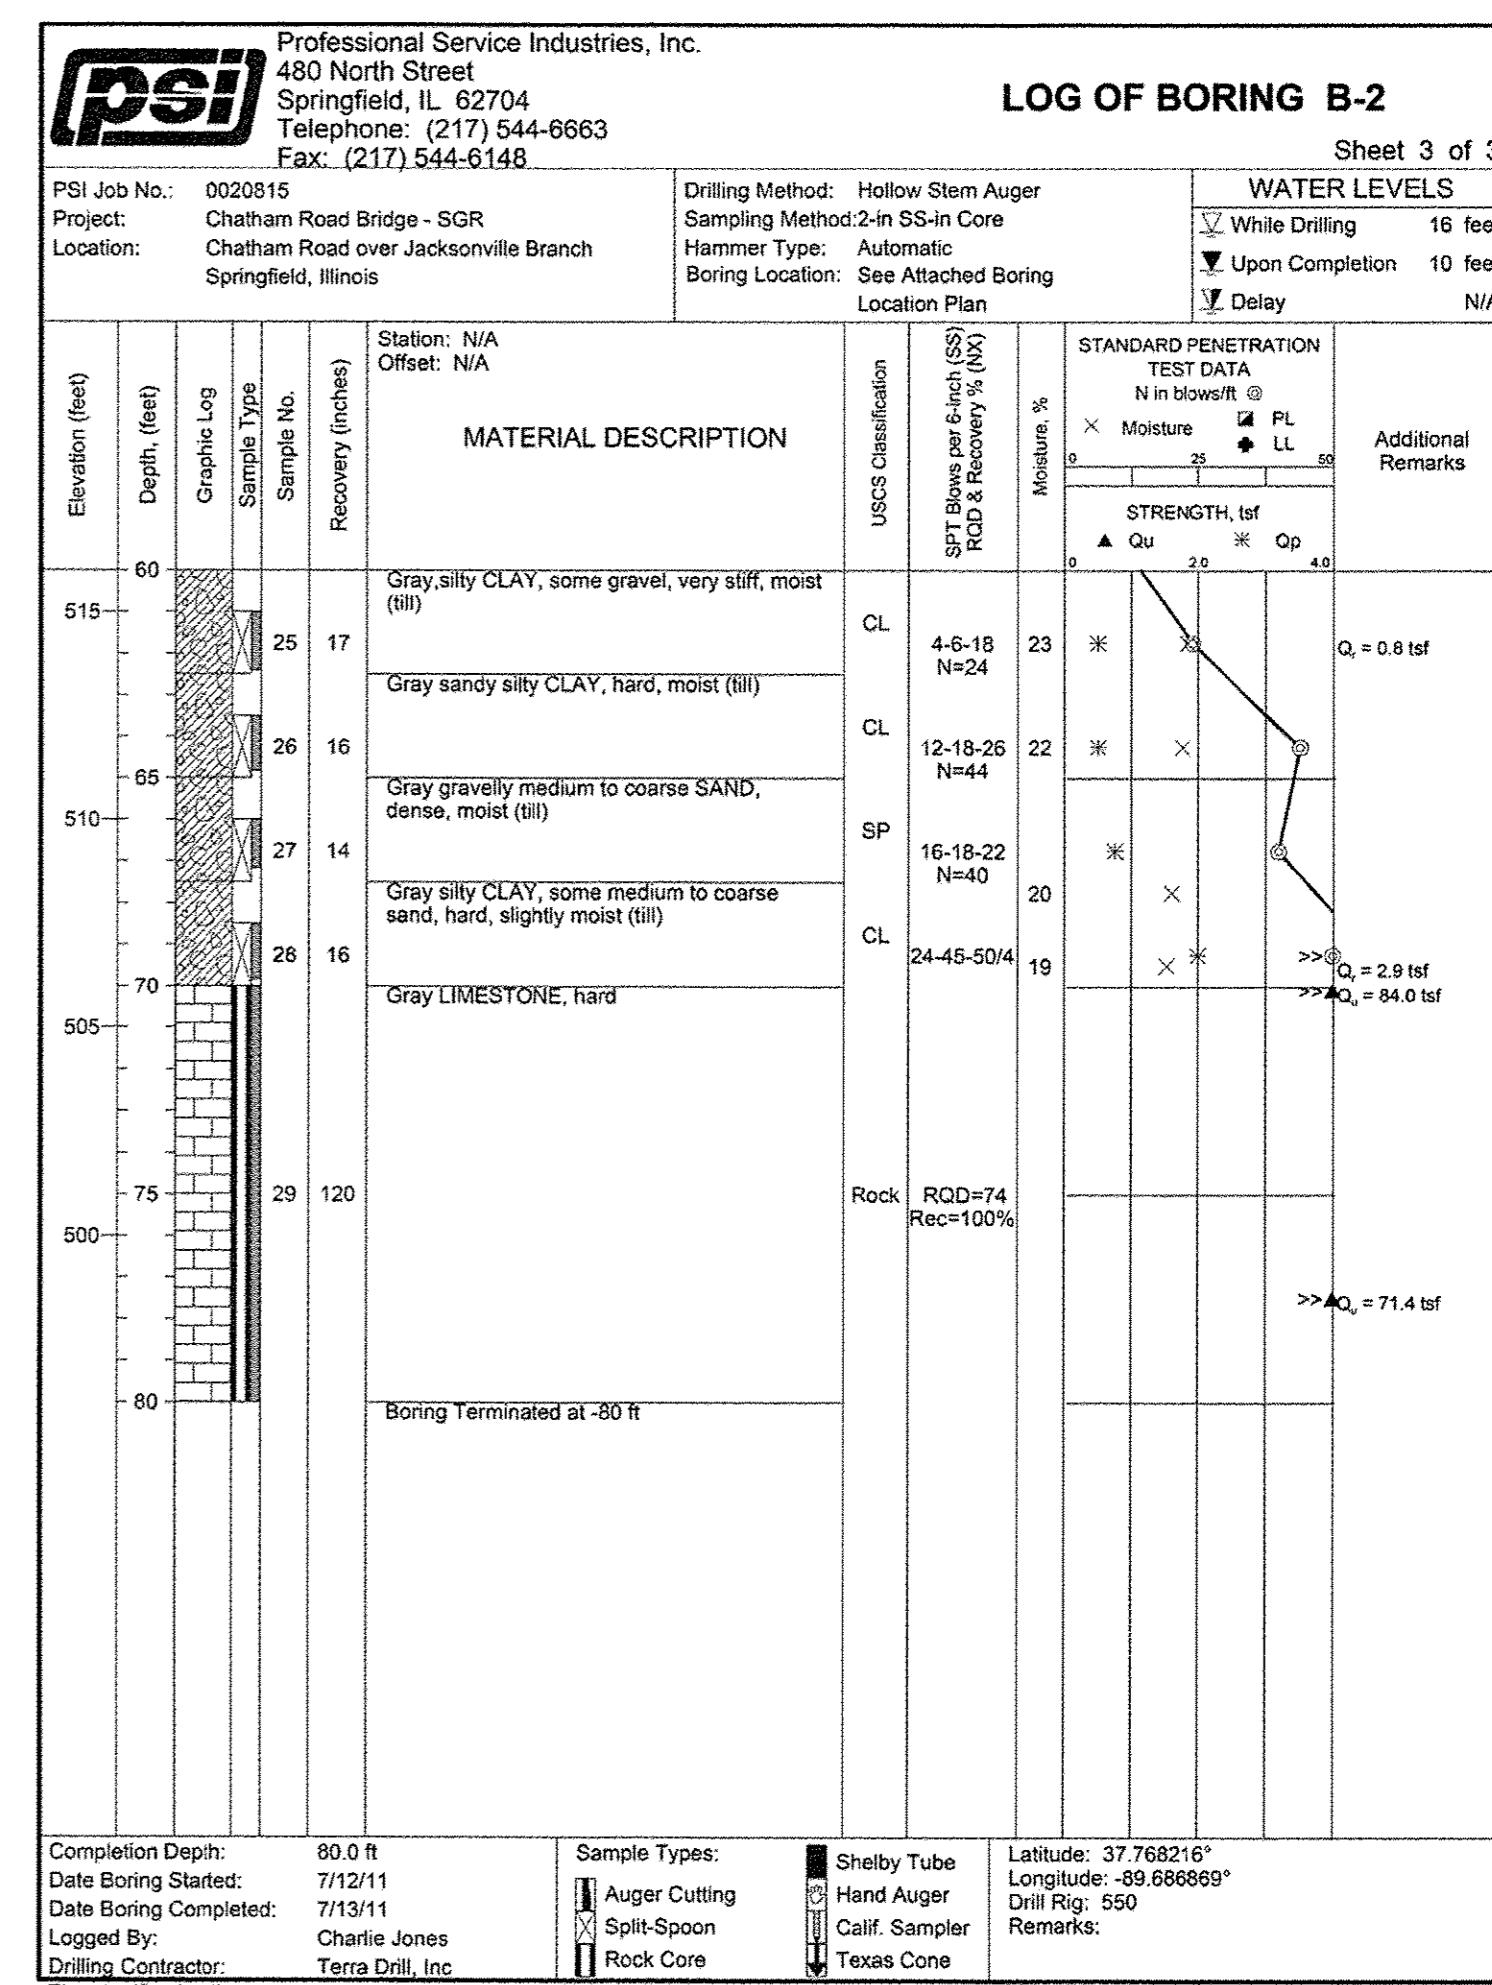 psi
Professional Service Industries, Inc.
480 North Street
Springfield, IL 62704
Telephone: (217) 544-6663
Fax: (217) 544-6148
LOG OF BORING B-2
Sheet 3 of 3
PSI Job No.: 0020815
Project: Chatham Road Bridge - SGR
Location: Chatham Road over Jacksonville Branch
Springfield, Illinois
Drilling Method: Hollow Stem Auger
Sampling Method:2-in SS-in Core
Hammer Type: Automatic
Boring Location: See Attached Boring
Location Plan
WATER LEVELS
While Drilling 16 fee
Upon Completion 10 fee
Delay N/A
Elevation (feet)
Depth, (feet)
Graphic Log
Sample Type
Sample No.
Recovery (inches)
Station: N/A
Offset: N/A
MATERIAL DESCRIPTION
USCS Classification
SPT Blows per 6-inch (SS)
RQD & Recovery % (NX)
Moisture, %
STANDARD PENETRATION
TEST DATA
N in blows/ft
Moisture PL
LL
0 25 50
STRENGTH, tsf
Qu Qp
0 2.0 4.0
Additional
Remarks
60
Gray,silty CLAY, some gravel, very stiff, moist
(till)
515
CL
25 17 4-6-18 23 Qr = 0.8 tsf
N=24
Gray sandy silty CLAY, hard, moist (till)
CL
26 16 12-18-26 22
N=44
65
Gray gravelly medium to coarse SAND,
dense, moist (till)
510
SP
27 14 16-18-22
N=40
Gray silty CLAY, some medium to coarse
sand, hard, slightly moist (till)
20
CL
28 16 24-45-50/4 19 >>
Qr = 2.9 tsf
70
Gray LIMESTONE, hard
>> Qu = 84.0 tsf
505
75 29 120 Rock RQD=74
Rec=100%
500
>> Qu = 71.4 tsf
80
Boring Terminated at -80 ft
Completion Depth: 80.0 ft
Date Boring Started: 7/12/11
Date Boring Completed: 7/13/11
Logged By: Charlie Jones
Drilling Contractor: Terra Drill, Inc
Sample Types:
Auger Cutting
Split-Spoon
Rock Core
Shelby Tube
Hand Auger
Calif. Sampler
Texas Cone
Latitude: 37.768216°
Longitude: -89.686869°
Drill Rig: 550
Remarks: